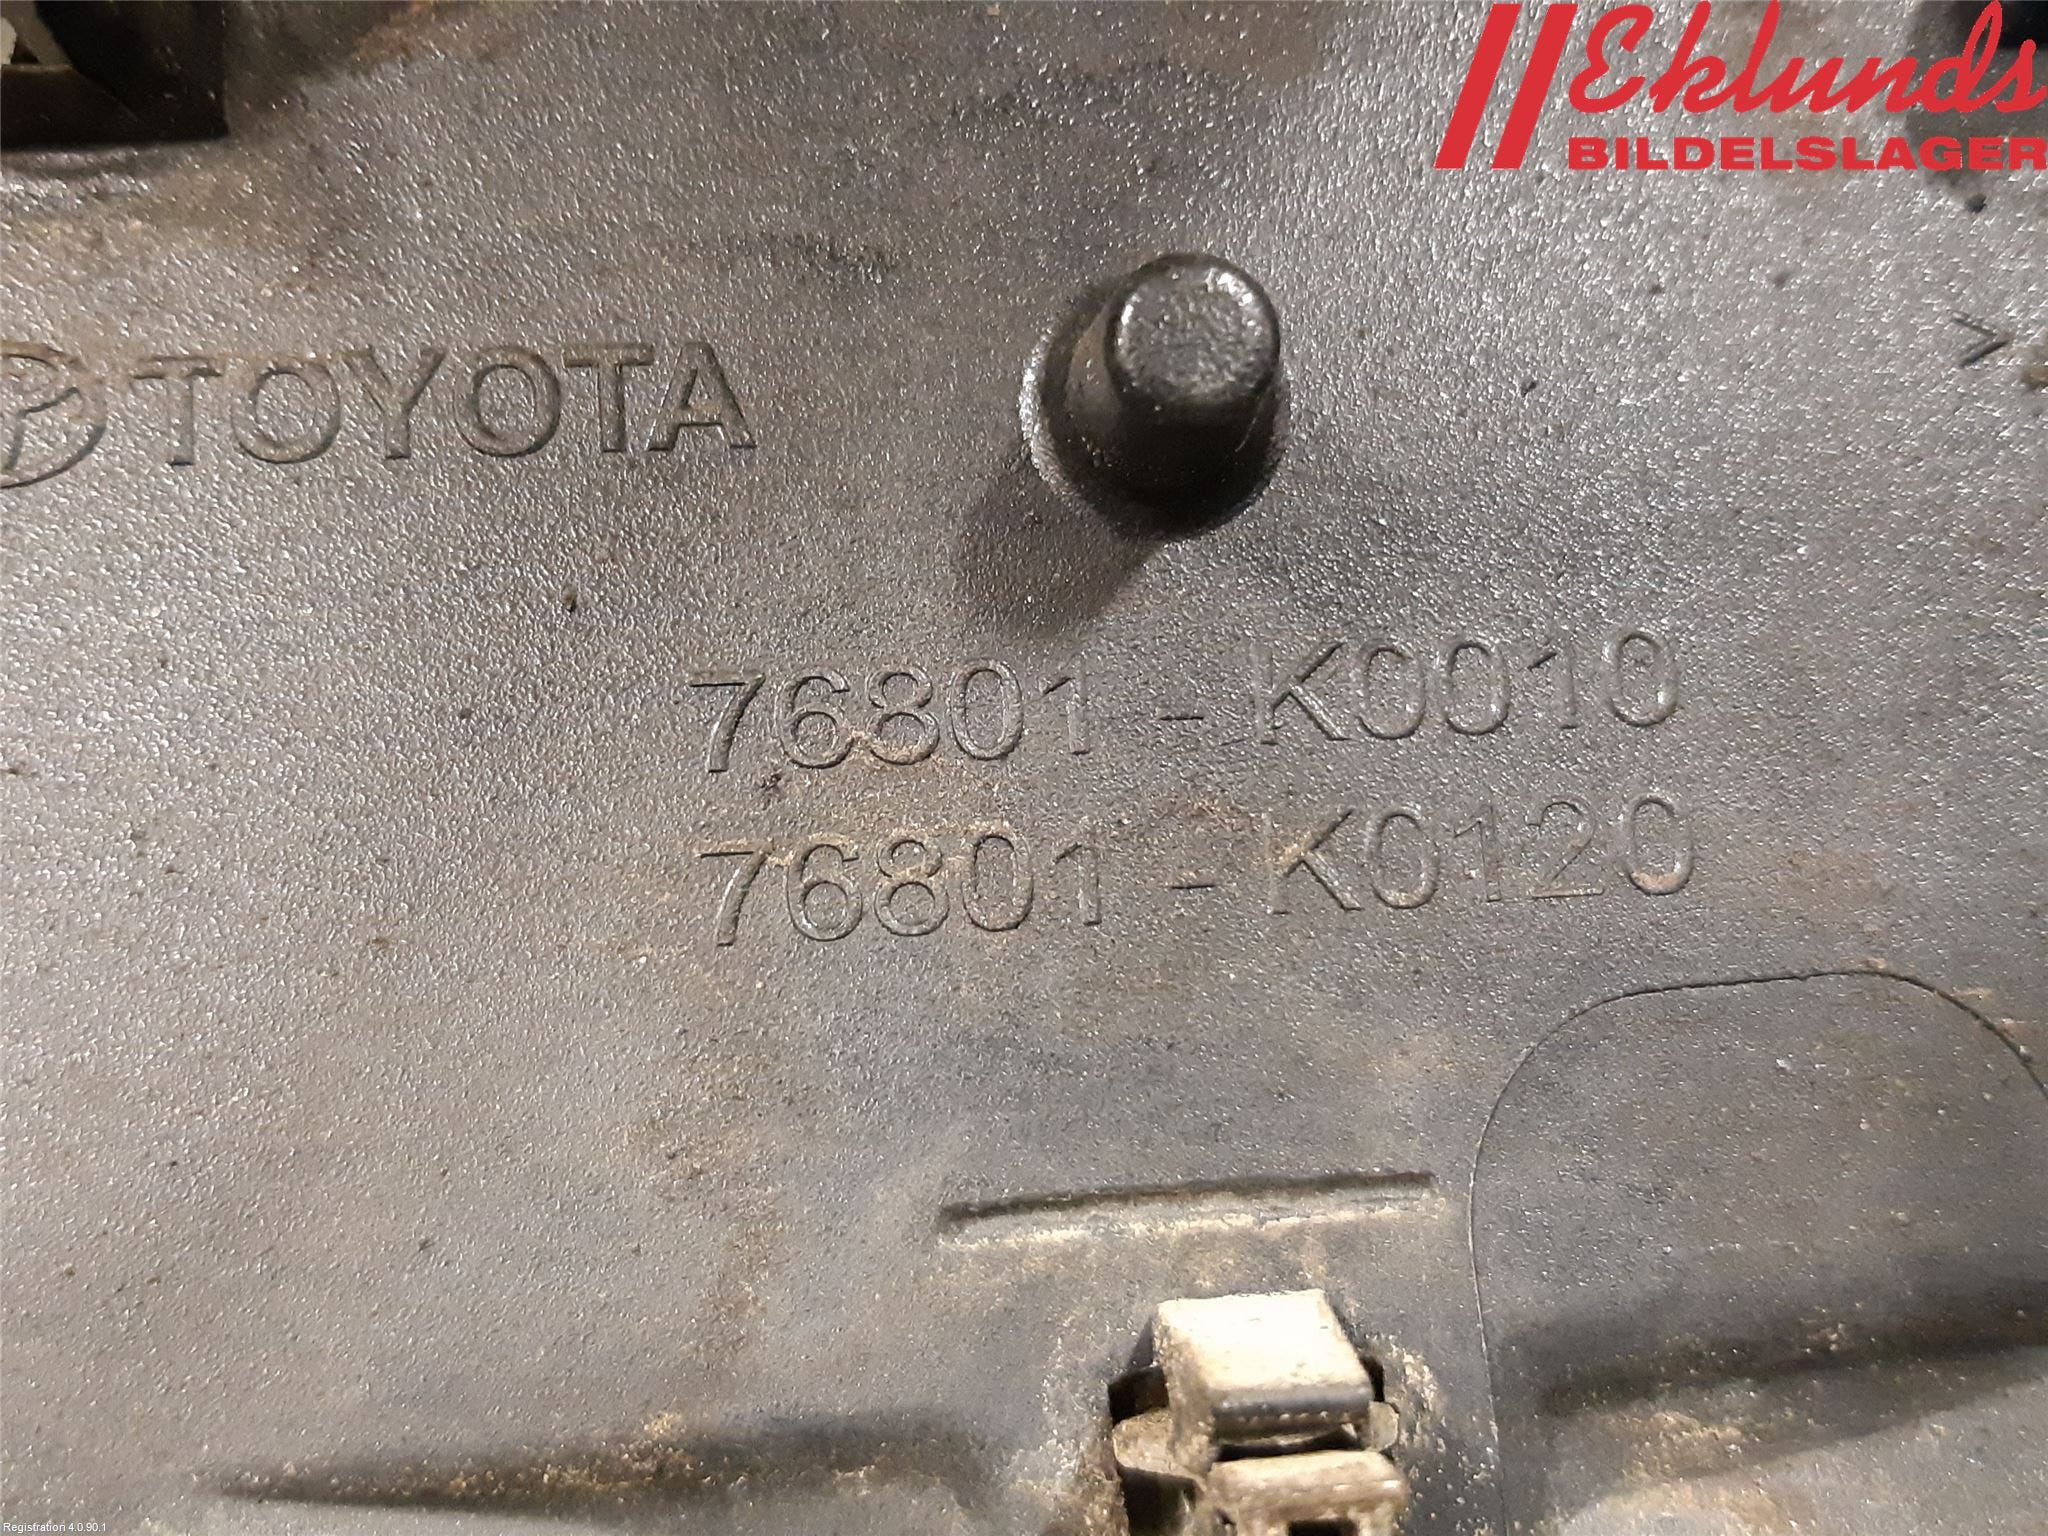 Eklunds
BILDELSLAGER
TOYOTA
76801-K0010
76801-K0120
>
Registration 4.0.90.1